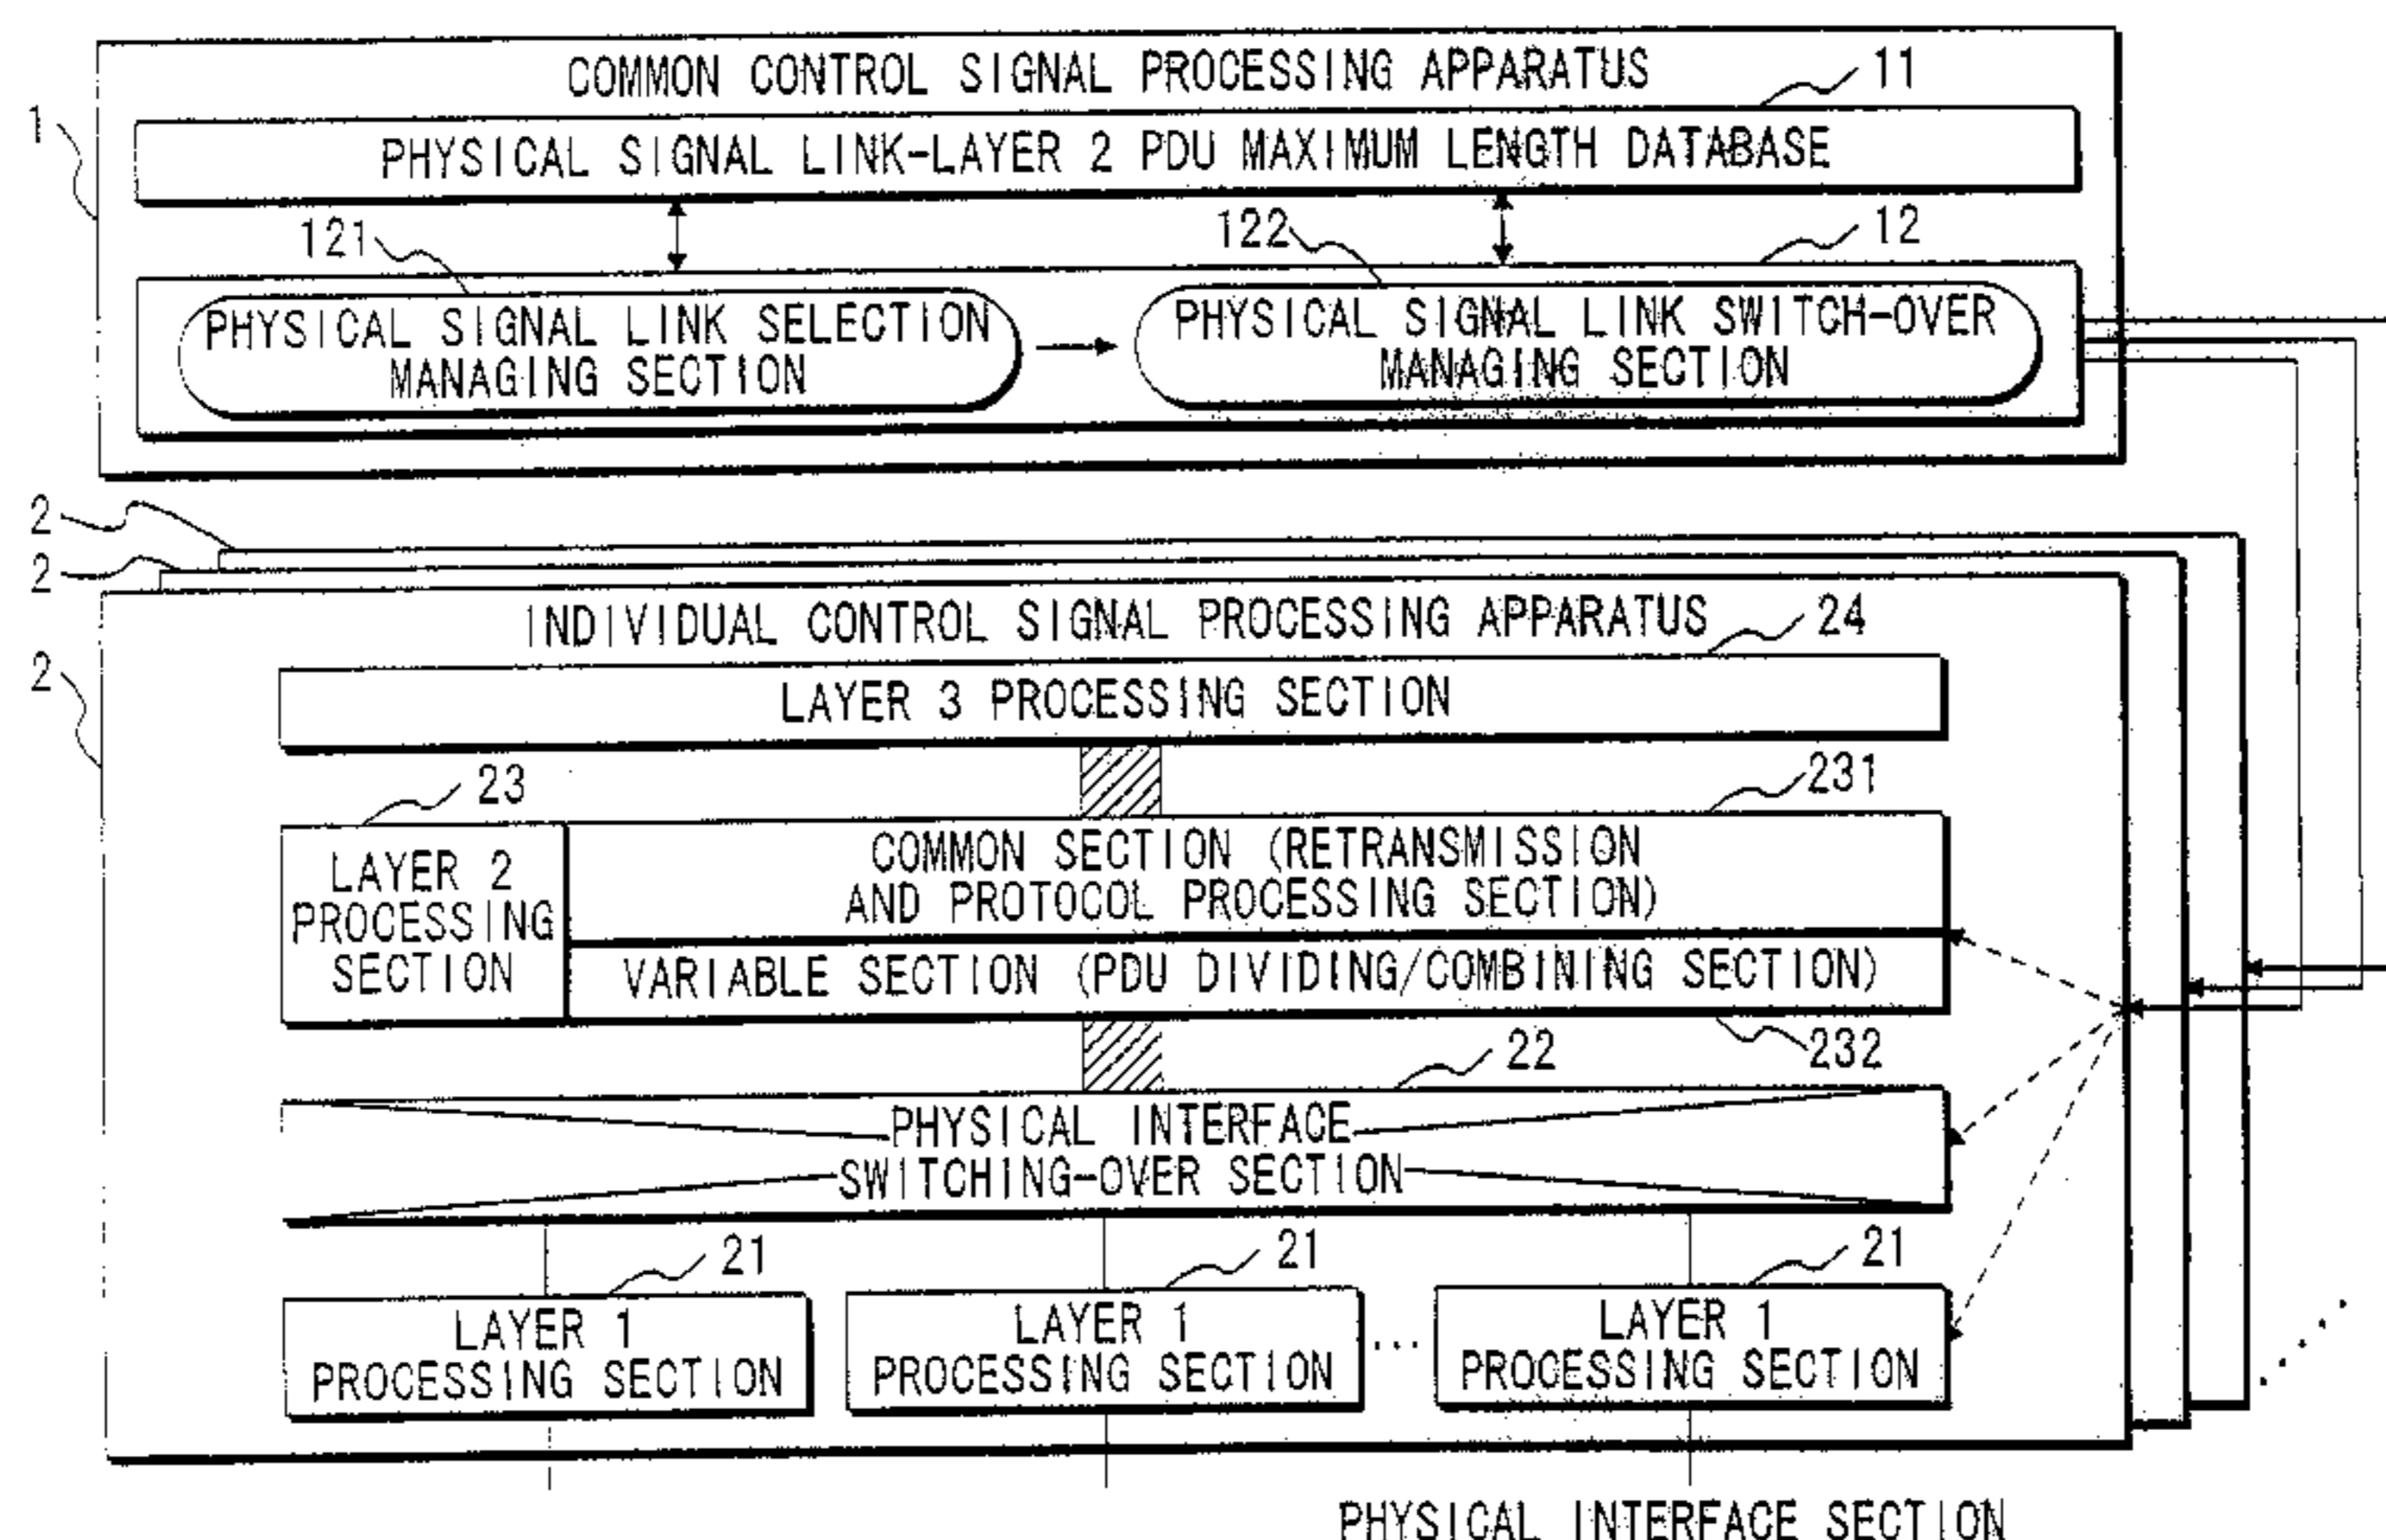 COMMON CONTROL SIGNAL PROCESSING APPARATUS
11
1
PHYSICAL SIGNAL LINK-LAYER 2 PDU MAXIMUM LENGTH DATABASE
121
122
12
PHYSICAL SIGNAL LINK SELECTION
MANAGING SECTION
PHYSICAL SIGNAL LINK SWITCH-OVER
MANAGING SECTION
2
2
2
INDIVIDUAL CONTROL SIGNAL PROCESSING APPARATUS
24
LAYER 3 PROCESSING SECTION
23
231
LAYER 2
PROCESSING
SECTION
COMMON SECTION (RETRANSMISSION
AND PROTOCOL PROCESSING SECTION)
VARIABLE SECTION (PDU DIVIDING/COMBINING SECTION)
232
22
PHYSICAL INTERFACE
SWITCHING-OVER SECTION
21
21
21
LAYER 1
PROCESSING SECTION
LAYER 1
PROCESSING SECTION
...
LAYER 1
PROCESSING SECTION
PHYSICAL INTERFACE SECTION